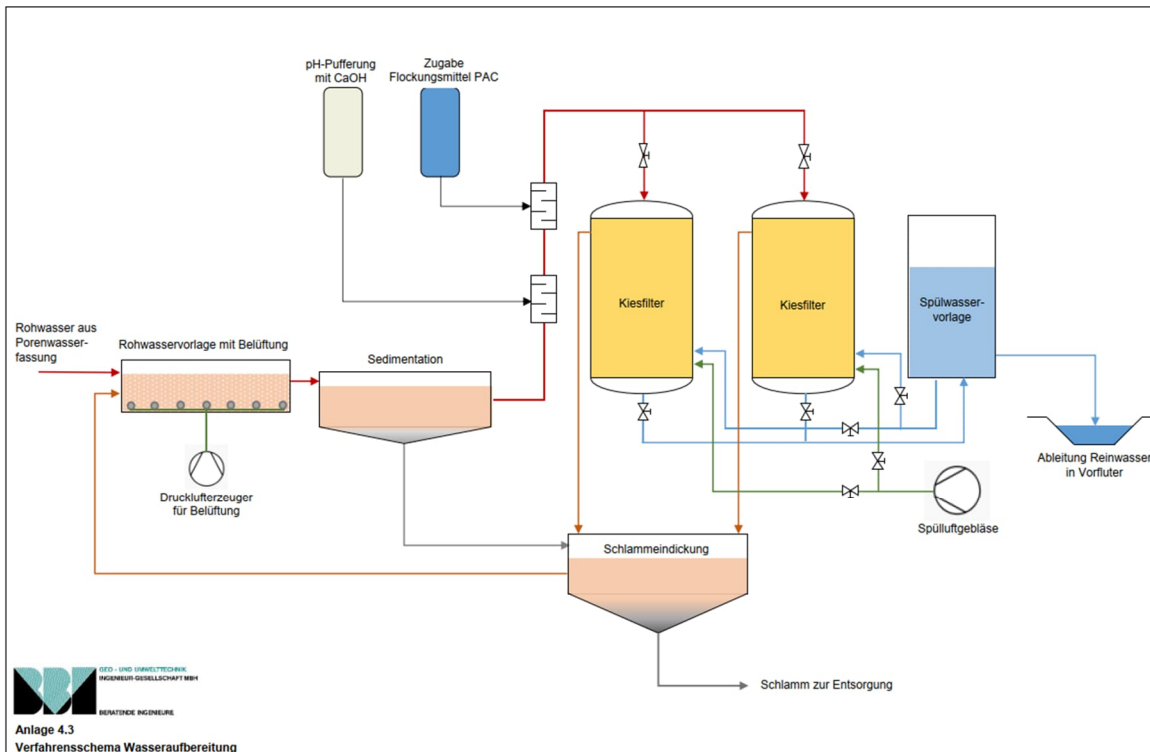 pH-Pufferung
mit CaOH
Zugabe
Flockungsmittel PAC
Kiesfilter
Kiesfilter
Spülwasser-
vorlage
Rohwasser aus
Porenwasser-
fassung
Rohwasservorlage mit Belüftung
Sedimentation
Drucklufterzeuger
für Belüftung
Ableitung Reinwasser
in Vorfluter
Spülluftgebläse
Schlammeindickung
Schlamm zur Entsorgung
BBI
GEO - UND UMWELTTECHNIK
INGENIEUR-GESELLSCHAFT MBH
BERATENDE INGENIEURE
Anlage 4.3
Verfahrensschema Wasseraufbereitung